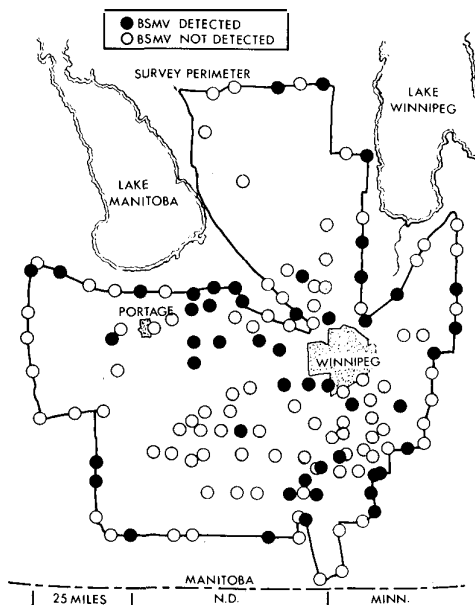 BSMV DETECTED
BSMV NOT DETECTED
SURVEY PERIMETER
LAKE
WINNIPEG
LAKE
MANITOBA
PORTAGE
WINNIPEG
MANITOBA
25 MILES
N.D.
MINN.